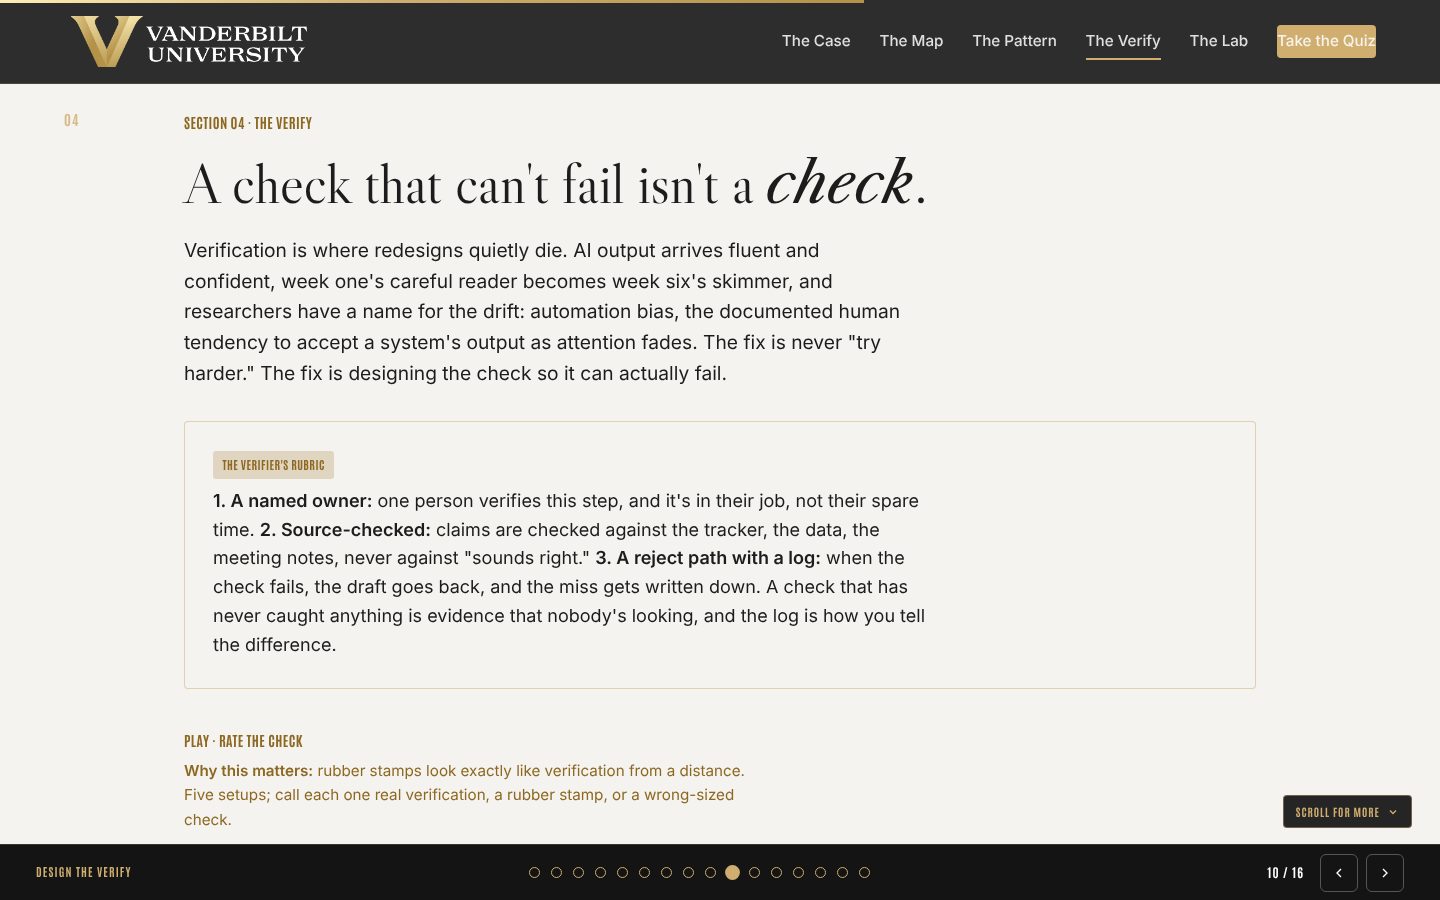 VANDERBILT
UNIVERSITY
The Case
The Map
The Pattern
The Verify
The Lab
Take the Quiz
04
SECTION 04 · THE VERIFY
A check that can't fail isn't a check.
Verification is where redesigns quietly die. AI output arrives fluent and
confident, week one's careful reader becomes week six's skimmer, and
researchers have a name for the drift: automation bias, the documented human
tendency to accept a system's output as attention fades. The fix is never "try
harder." The fix is designing the check so it can actually fail.
THE VERIFIER'S RUBRIC
1. A named owner: one person verifies this step, and it's in their job, not their spare
time. 2. Source-checked: claims are checked against the tracker, the data, the
meeting notes, never against "sounds right." 3. A reject path with a log: when the
check fails, the draft goes back, and the miss gets written down. A check that has
never caught anything is evidence that nobody's looking, and the log is how you tell
the difference.
PLAY · RATE THE CHECK
Why this matters: rubber stamps look exactly like verification from a distance.
Five setups; call each one real verification, a rubber stamp, or a wrong-sized
check.
SCROLL FOR MORE
DESIGN THE VERIFY
10 / 16